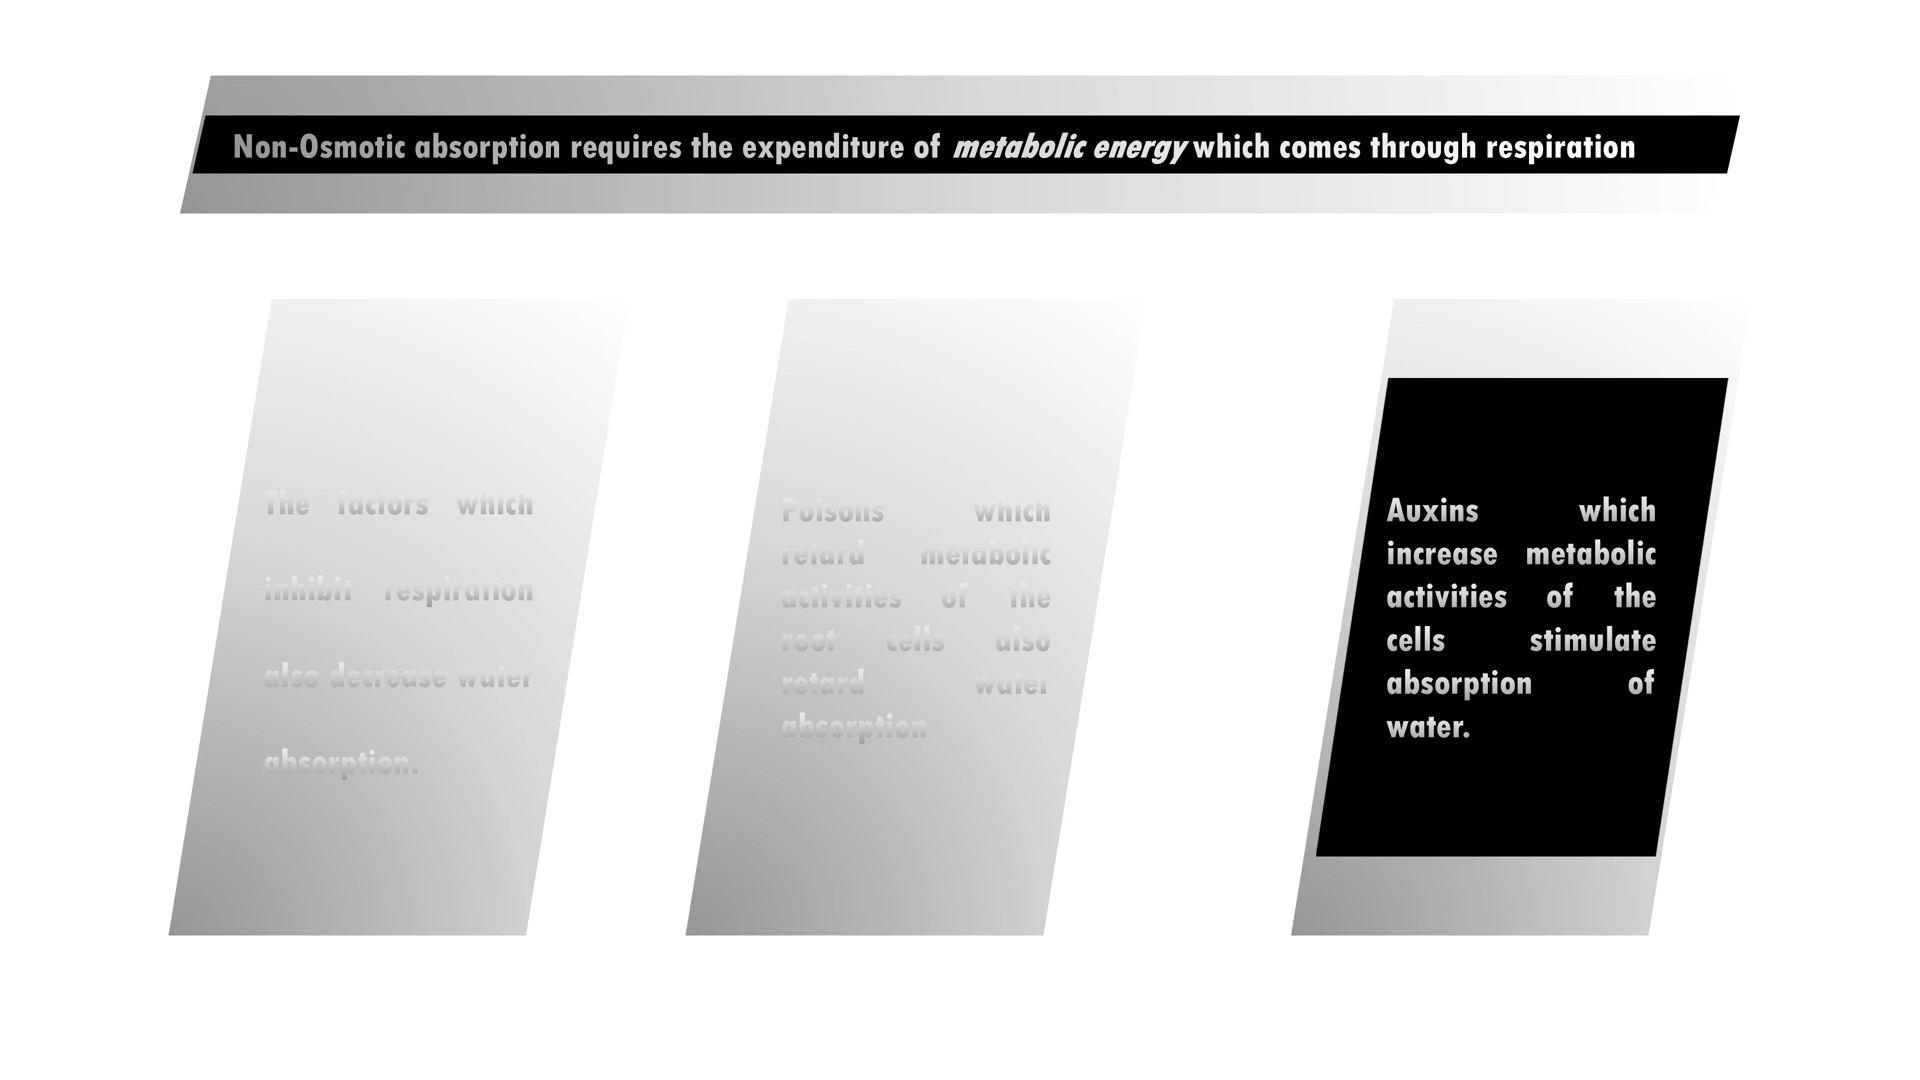 Non-Osmotic absorption requires the expenditure of metabolic energy which comes through respiration
The factors which
inhibit respiration
also decrease water
absorption.
Poisons which
retard metabolic
activities of the
root cells also
retard water
absorption
Auxins which
increase metabolic
activities of the
cells stimulate
absorption of
water.